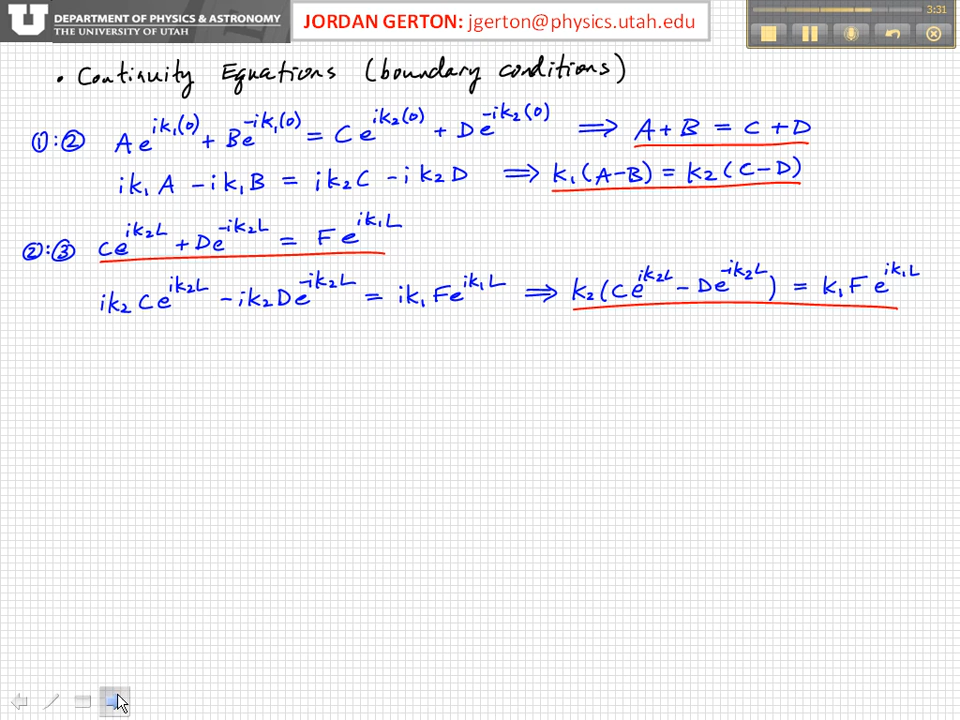 U DEPARTMENT OF PHYSICS & ASTRONOMY
THE UNIVERSITY OF UTAH
JORDAN GERTON: jgerton@physics.utah.edu
3:31
• Continuity Equations (boundary conditions)
①:② Ae^{ik₁(0)} + Be^{-ik₁(0)} = Ce^{ik₂(0)} + De^{-ik₂(0)} ⟹ A+B = C+D
ik₁A - ik₁B = ik₂C - ik₂D ⟹ k₁(A-B) = k₂(C-D)
②:③ Ce^{ik₂L} + De^{-ik₂L} = Fe^{ik₁L}
ik₂Ce^{ik₂L} - ik₂De^{-ik₂L} = ik₁Fe^{ik₁L} ⟹ k₂(Ce^{ik₂L} - De^{-ik₂L}) = k₁Fe^{ik₁L}